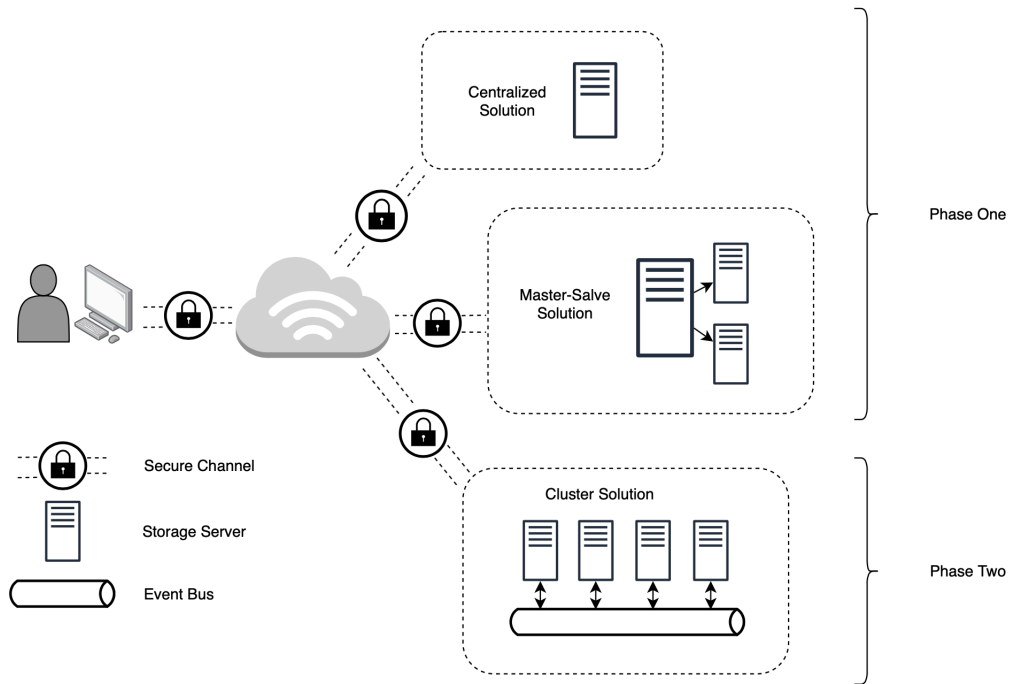 Centralized
Solution
Phase One
Master-Salve
Solution
Secure Channel
Cluster Solution
Storage Server
Phase Two
Event Bus